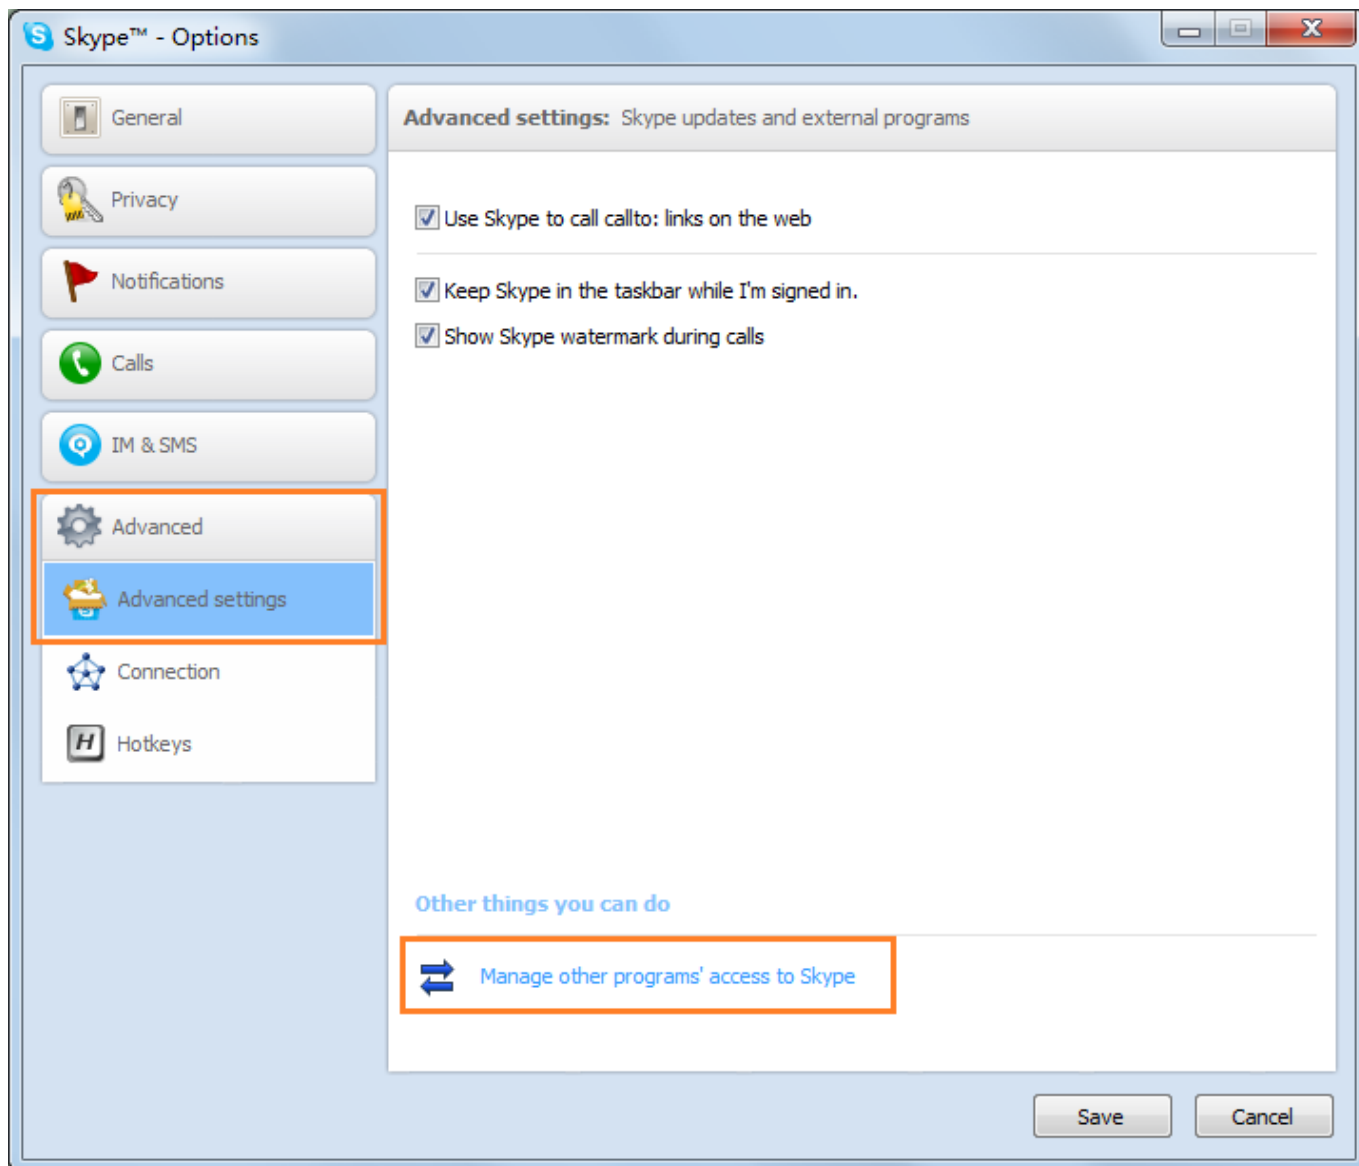 Skype™ - Options
General
Privacy
Notifications
Calls
IM & SMS
Advanced
Advanced settings
Connection
H Hotkeys
Advanced settings: Skype updates and external programs
Use Skype to call callto: links on the web
Keep Skype in the taskbar while I'm signed in.
Show Skype watermark during calls
Other things you can do
Manage other programs' access to Skype
Save
Cancel